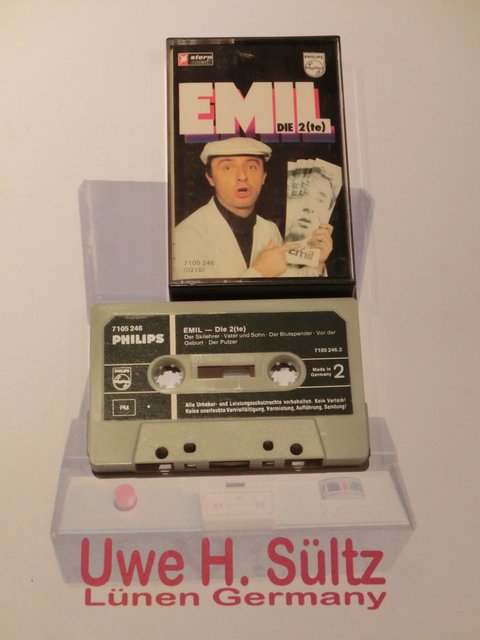 stern
PHILIPS
EMIL
DIE 2(te)
emil
7105 246
7105 246
PHILIPS
EMIL — Die 2(te)
Der Skilehrer · Vater und Sohn · Der Blutspender · Vor der
Geburt · Der Putzer
7105 246.2
PHILIPS
Made in
Germany 2
PM
Alle Urheber- und Leistungsschutzrechte vorbehalten. Kein Verleih!
Keine unerlaubte Vervielfältigung, Vermietung, Aufführung, Sendung!
Uwe H. Sültz
Lünen Germany